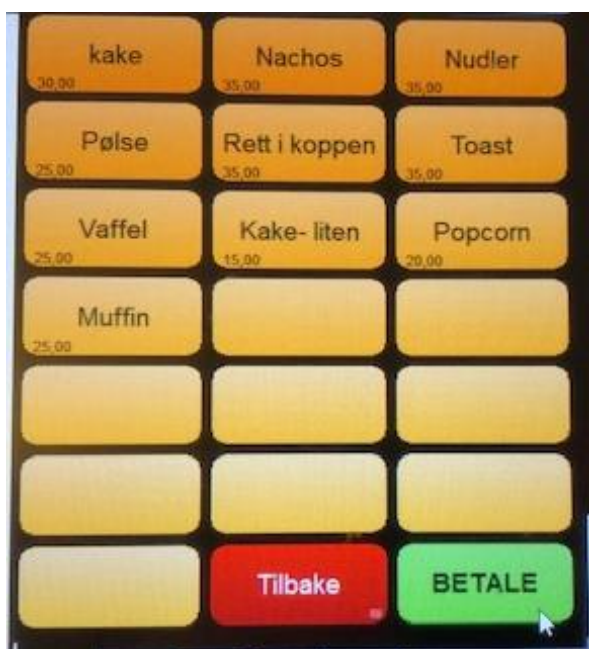 kake
30,00
Nachos
35,00
Nudler
35,00
Pølse
25,00
Rett i koppen
35,00
Toast
35,00
Vaffel
25,00
Kake- liten
15,00
Popcorn
20,00
Muffin
25,00
Tilbake
BETALE